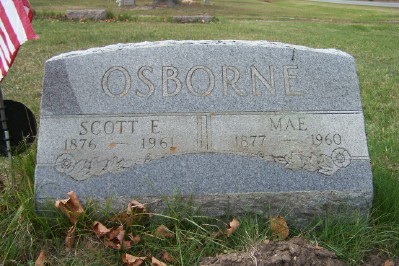 OSBORNE
SCOTT E. MAE
1876 — 1961 1877 — 1960